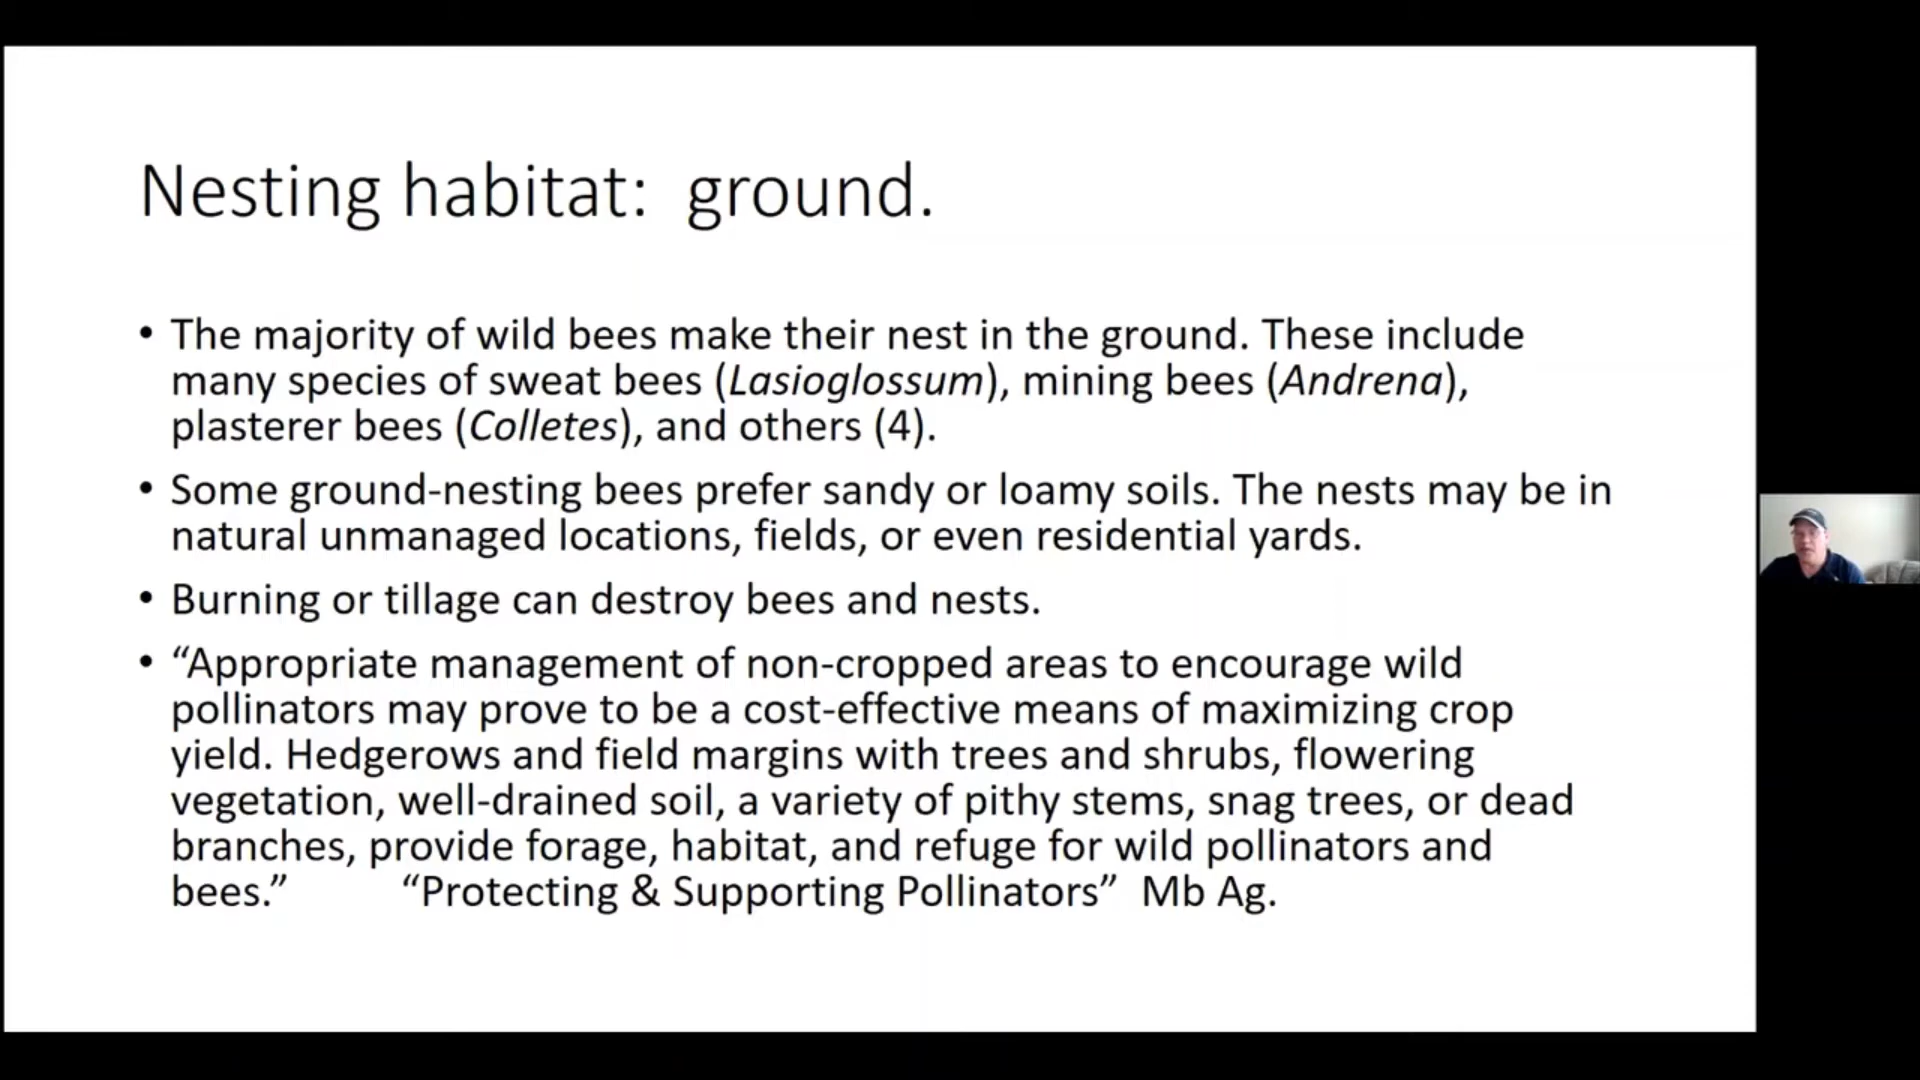 Nesting habitat:  ground.
• The majority of wild bees make their nest in the ground. These include
many species of sweat bees (Lasioglossum), mining bees (Andrena),
plasterer bees (Colletes), and others (4).
• Some ground-nesting bees prefer sandy or loamy soils. The nests may be in
natural unmanaged locations, fields, or even residential yards.
• Burning or tillage can destroy bees and nests.
• “Appropriate management of non-cropped areas to encourage wild
pollinators may prove to be a cost-effective means of maximizing crop
yield. Hedgerows and field margins with trees and shrubs, flowering
vegetation, well-drained soil, a variety of pithy stems, snag trees, or dead
branches, provide forage, habitat, and refuge for wild pollinators and
bees.”          “Protecting & Supporting Pollinators”  Mb Ag.